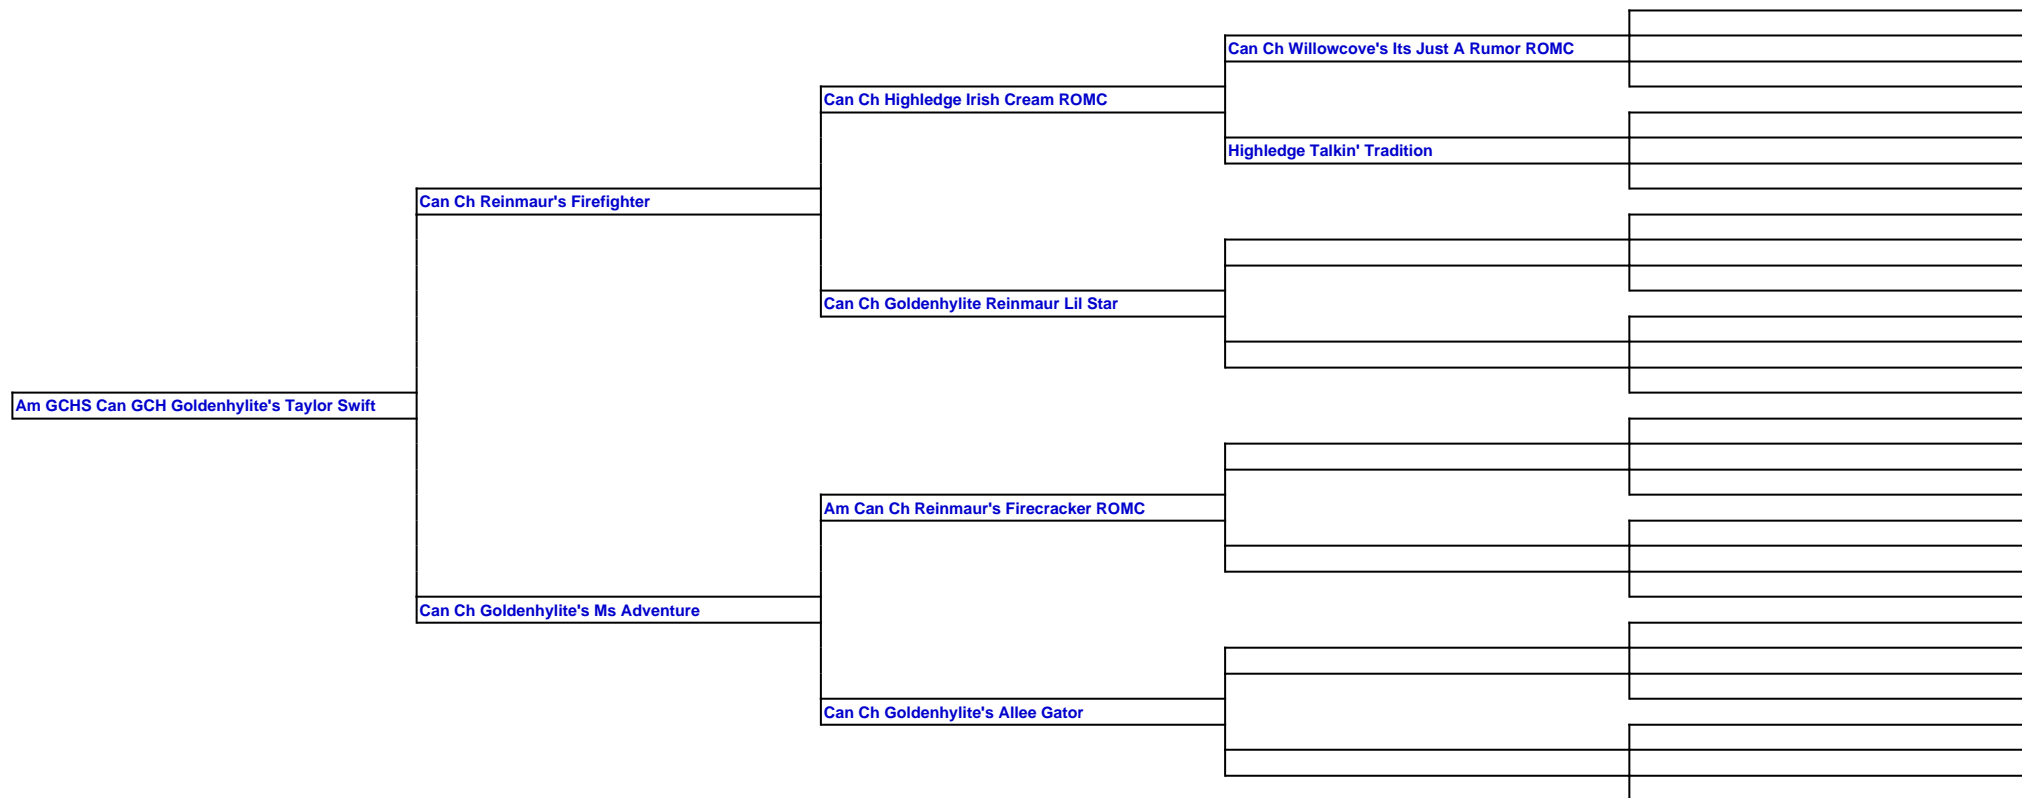 Can Ch Willowcove's Its Just A Rumor ROMC
Can Ch Highledge Irish Cream ROMC
Highledge Talkin' Tradition
Can Ch Reinmaur's Firefighter
Can Ch Goldenhylite Reinmaur Lil Star
Am GCHS Can GCH Goldenhylite's Taylor Swift
Am Can Ch Reinmaur's Firecracker ROMC
Can Ch Goldenhylite's Ms Adventure
Can Ch Goldenhylite's Allee Gator